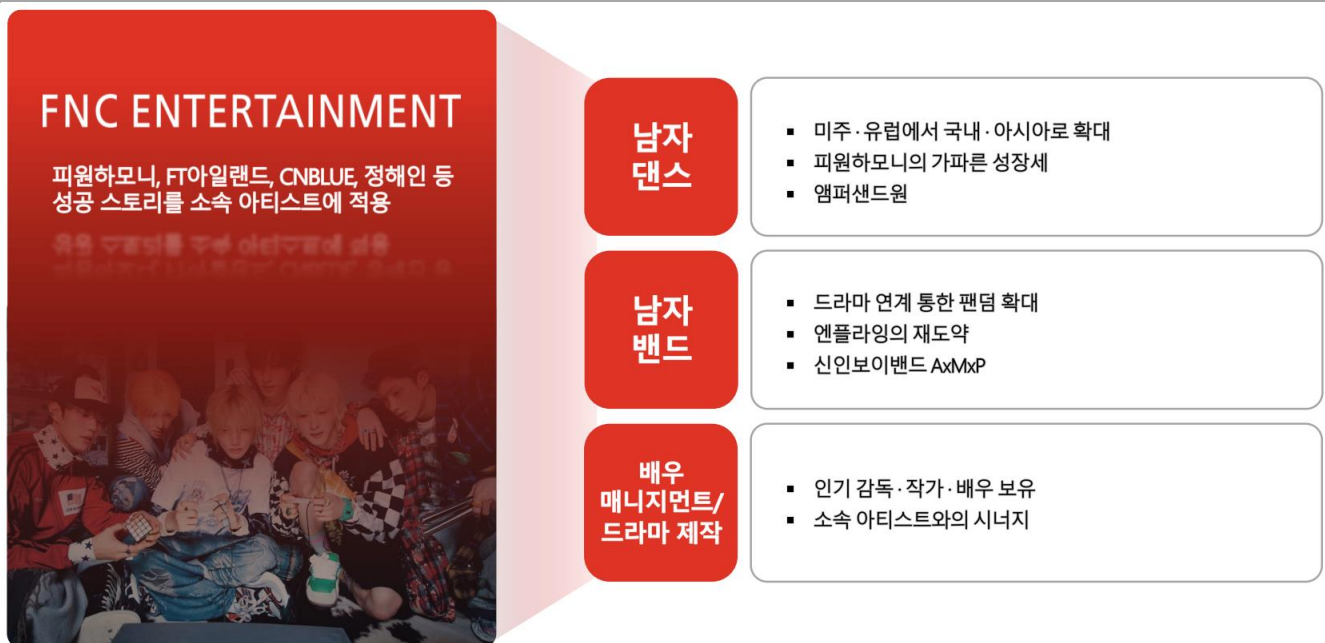 FNC ENTERTAINMENT
피원하모니, FT아일랜드, CNBLUE, 정해인 등
성공 스토리를 소속 아티스트에 적용
남자
댄스
▪ 미주·유럽에서 국내·아시아로 확대
▪ 피원하모니의 가파른 성장세
▪ 앰퍼샌드원
남자
밴드
▪ 드라마 연계 통한 팬덤 확대
▪ 엔플라잉의 재도약
▪ 신인보이밴드 AxMxP
배우
매니지먼트/
드라마 제작
▪ 인기 감독·작가·배우 보유
▪ 소속 아티스트와의 시너지